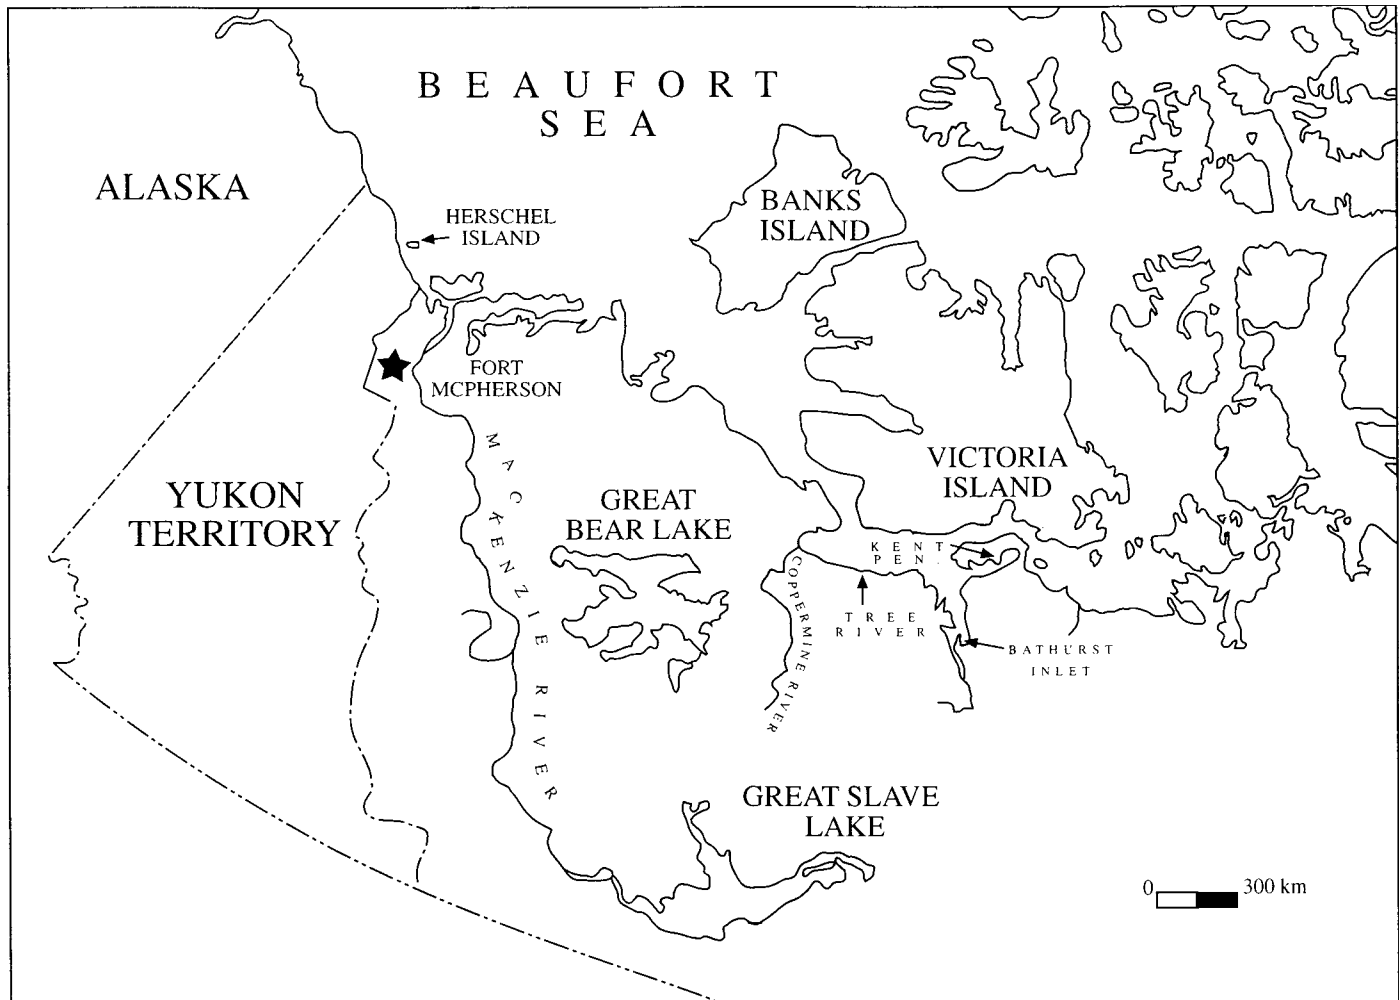 BEAUFORT
SEA
ALASKA
BANKS
ISLAND
HERSCHEL
ISLAND
FORT
MCPHERSON
MACKENZIE RIVER
VICTORIA
ISLAND
YUKON
TERRITORY
GREAT
BEAR LAKE
KENT
PEN.
COPPERMINE RIVER
TREE
RIVER
BATHURST
INLET
GREAT SLAVE
LAKE
0 300 km